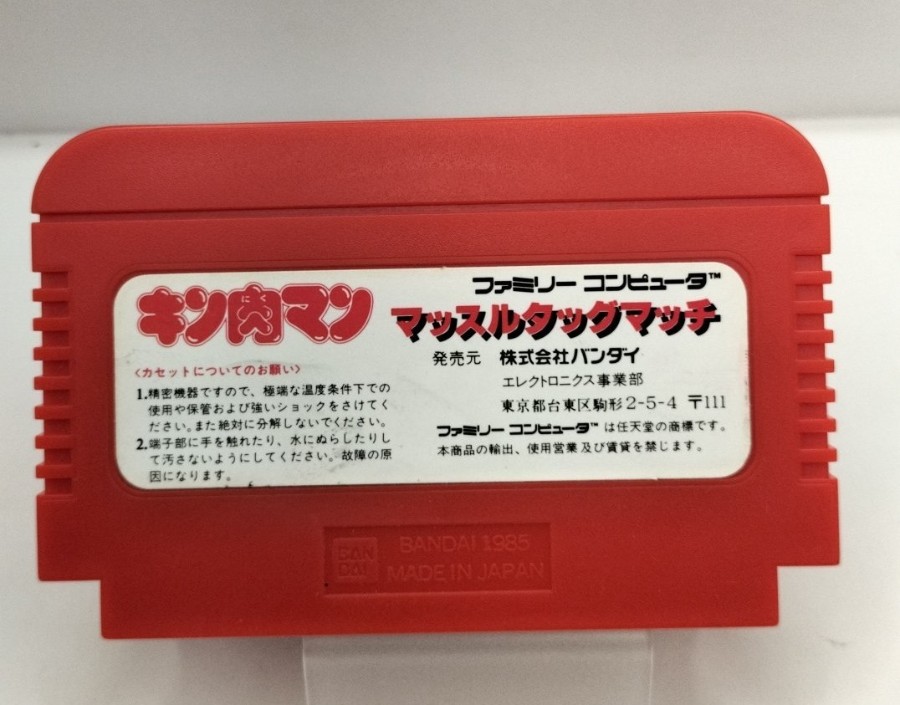 キン肉マン
ファミリー コンピュータ™
マッスルタッグマッチ
発売元 株式会社バンダイ
エレクトロニクス事業部
東京都台東区駒形2-5-4 〒111
ファミリー コンピュータ™ は任天堂の商標です。
本商品の輸出、使用営業及び賃貸を禁じます。
〈カセットについてのお願い〉
1.精密機器ですので、極端な温度条件下での
使用や保管および強いショックをさけてく
ださい。また絶対に分解しないでください。
2.端子部に手を触れたり、水にぬらしたりし
て汚さないようにしてください。故障の原
因になります。
BAN
DAI
BANDAI 1985
MADE IN JAPAN